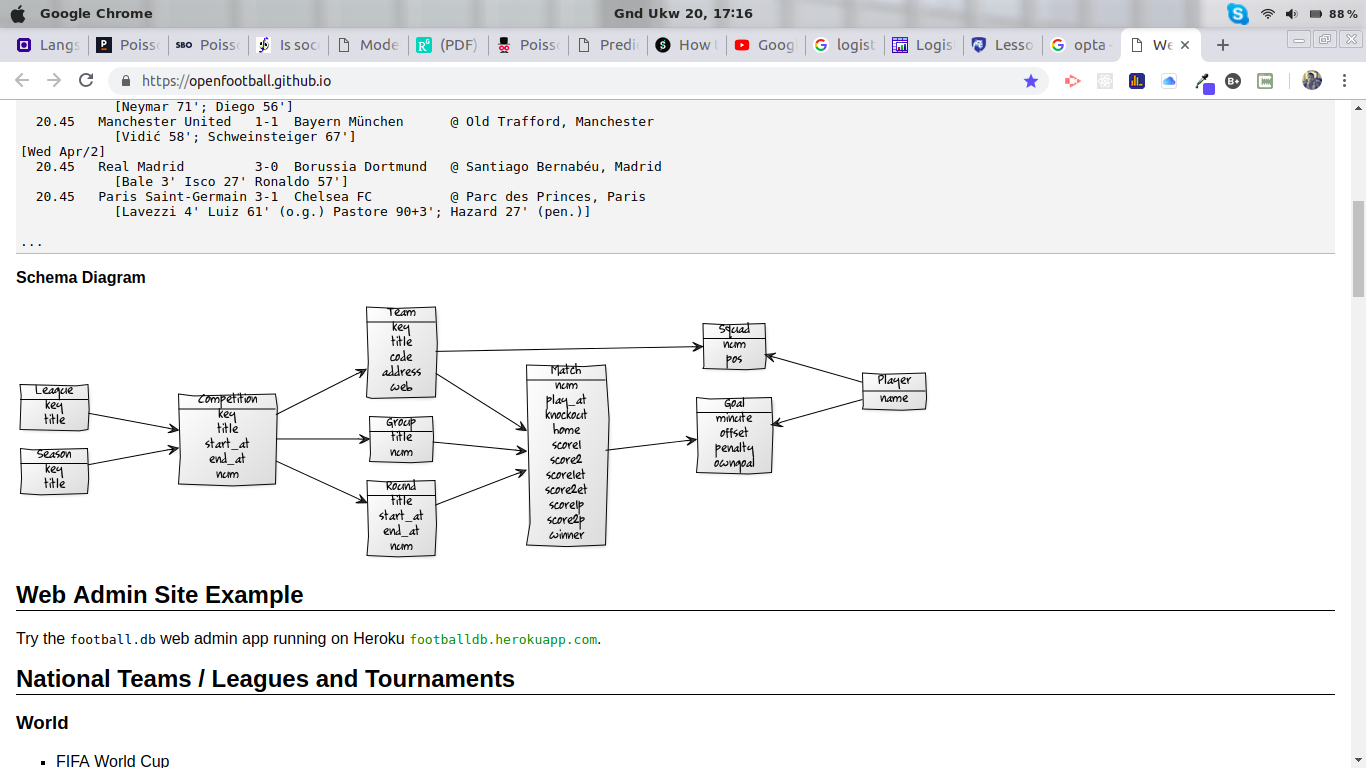 Google Chrome
Gnd Ukw 20, 17:16
88%
Langs
Poiss
SBO Poiss
Is soc
Mode
(PDF)
Poiss
Predi
How t
Goog
logist
Logis
Lesso
opta -
We
https://openfootball.github.io
[Neymar 71'; Diego 56']
20.45 Manchester United 1-1 Bayern München @ Old Trafford, Manchester
[Vidić 58'; Schweinsteiger 67']
[Wed Apr/2]
20.45 Real Madrid 3-0 Borussia Dortmund @ Santiago Bernabéu, Madrid
[Bale 3' Isco 27' Ronaldo 57']
20.45 Paris Saint-Germain 3-1 Chelsea FC @ Parc des Princes, Paris
[Lavezzi 4' Luiz 61' (o.g.) Pastore 90+3'; Hazard 27' (pen.)]
...
Schema Diagram
League
key
title
Season
key
title
Competition
key
title
start_at
end_at
num
Team
key
title
code
address
web
Group
title
num
Round
title
start_at
end_at
num
Match
num
play_at
knockout
home
score1
score2
score1et
score2et
score1p
score2p
winner
Squad
num
pos
Goal
minute
offset
penalty
owngoal
Player
name
Web Admin Site Example
Try the football.db web admin app running on Heroku footballdb.herokuapp.com.
National Teams / Leagues and Tournaments
World
FIFA World Cup